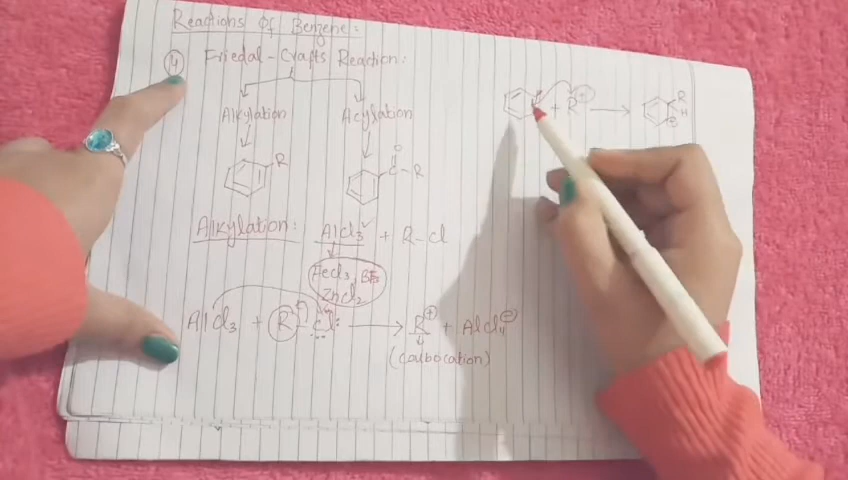 Reactions Of Benzene:
4 Friedal-Crafts Reaction:
Alkylation Acylation
R
O
C-R
Alkylation: AlCl3 + R-Cl
FeCl3, BF3
ZnCl2
AlCl3 + R-Cl: → R⊕ + AlCl4⊖
(Carbocation)
+ R⊕ →
R
H
⊕